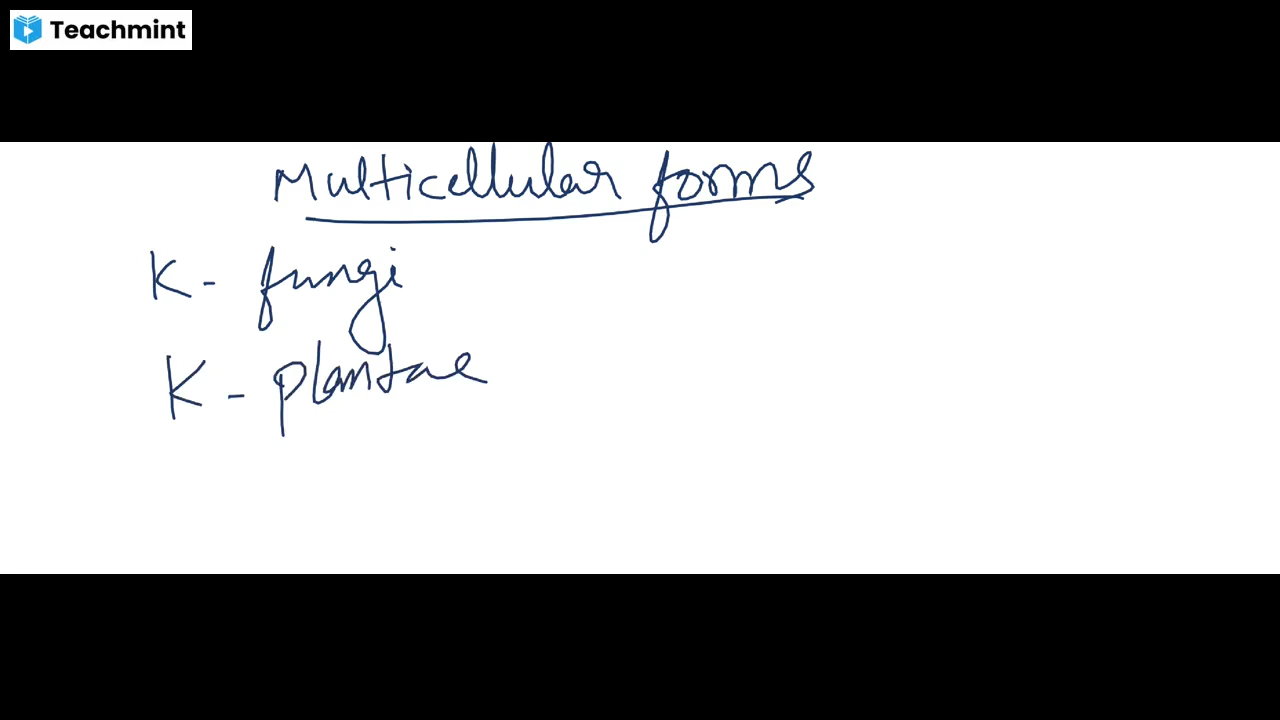 Teachmint
Multicellular forms
K - fungi
K - plantae